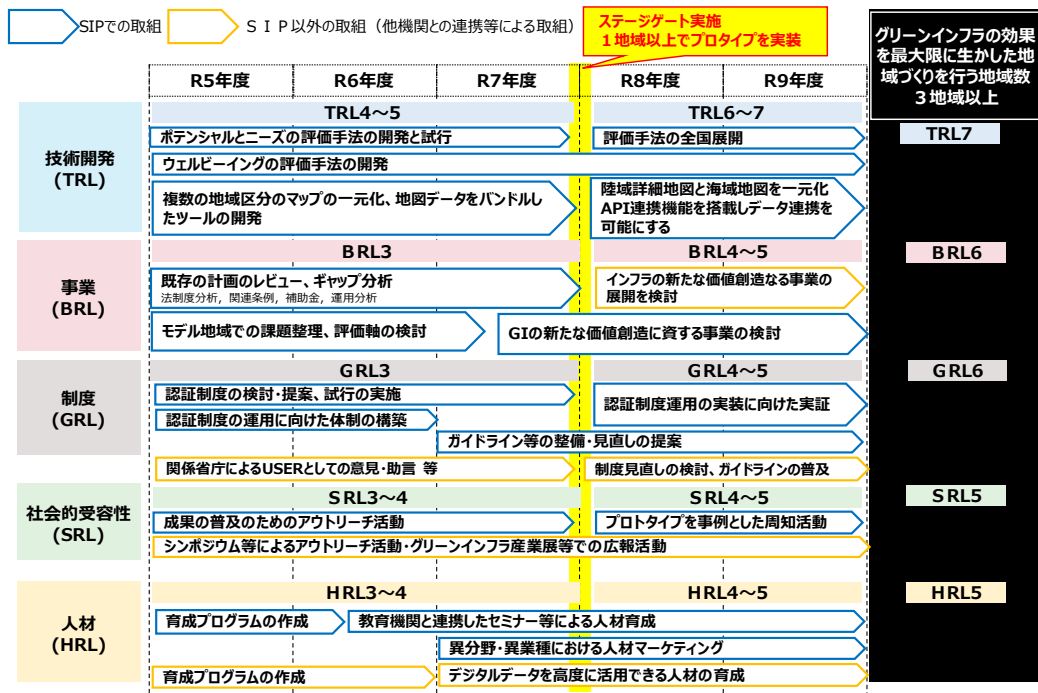 SIPでの取組
ＳＩＰ以外の取組（他機関との連携等による取組）
ステージゲート実施
１地域以上でプロタイプを実装
グリーンインフラの効果
を最大限に生かした地
域づくりを行う地域数
３地域以上
R5年度
R6年度
R7年度
R8年度
R9年度
技術開発
(TRL)
TRL4～5
TRL6～7
TRL7
ポテンシャルとニーズの評価手法の開発と試行
評価手法の全国展開
ウェルビーイングの評価手法の開発
複数の地域区分のマップの一元化、地図データをバンドルし
たツールの開発
陸域詳細地図と海域地図を一元化
API連携機能を搭載しデータ連携を
可能にする
事業
(BRL)
BRL3
BRL4～5
BRL6
既存の計画のレビュー、ギャップ分析
法制度分析，関連条例，補助金，運用分析
インフラの新たな価値創造なる事業の
展開を検討
モデル地域での課題整理、評価軸の検討
GIの新たな価値創造に資する事業の検討
制度
(GRL)
GRL3
GRL4～5
GRL6
認証制度の検討・提案、試行の実施
認証制度運用の実装に向けた実証
認証制度の運用に向けた体制の構築
ガイドライン等の整備・見直しの提案
関係省庁によるUSERとしての意見・助言 等
制度見直しの検討、ガイドラインの普及
社会的受容性
(SRL)
SRL3～4
SRL4～5
SRL5
成果の普及のためのアウトリーチ活動
プロトタイプを事例とした周知活動
シンポジウム等によるアウトリーチ活動・グリーンインフラ産業展等での広報活動
人材
(HRL)
HRL3～4
HRL4～5
HRL5
育成プログラムの作成
教育機関と連携したセミナー等による人材育成
異分野・異業種における人材マーケティング
育成プログラムの作成
デジタルデータを高度に活用できる人材の育成